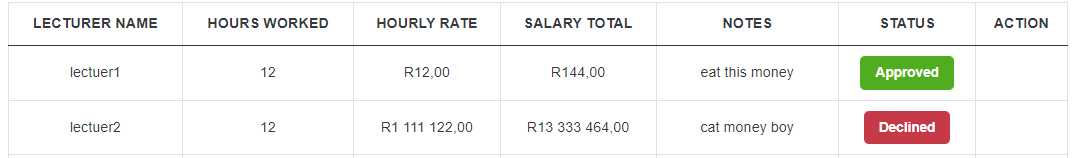 LECTURER NAME HOURS WORKED HOURLY RATE SALARY TOTAL NOTES STATUS ACTION
lectuer1 12 R12,00 R144,00 eat this money Approved
lectuer2 12 R1 111 122,00 R13 333 464,00 cat money boy Declined